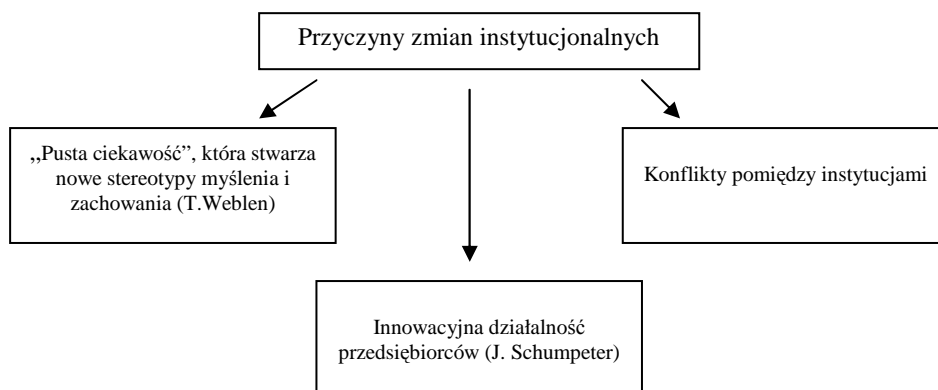 Przyczyny zmian instytucjonalnych
„Pusta ciekawość”, która stwarza
nowe stereotypy myślenia i
zachowania (T.Weblen)
Konflikty pomiędzy instytucjami
Innowacyjna działalność
przedsiębiorców (J. Schumpeter)